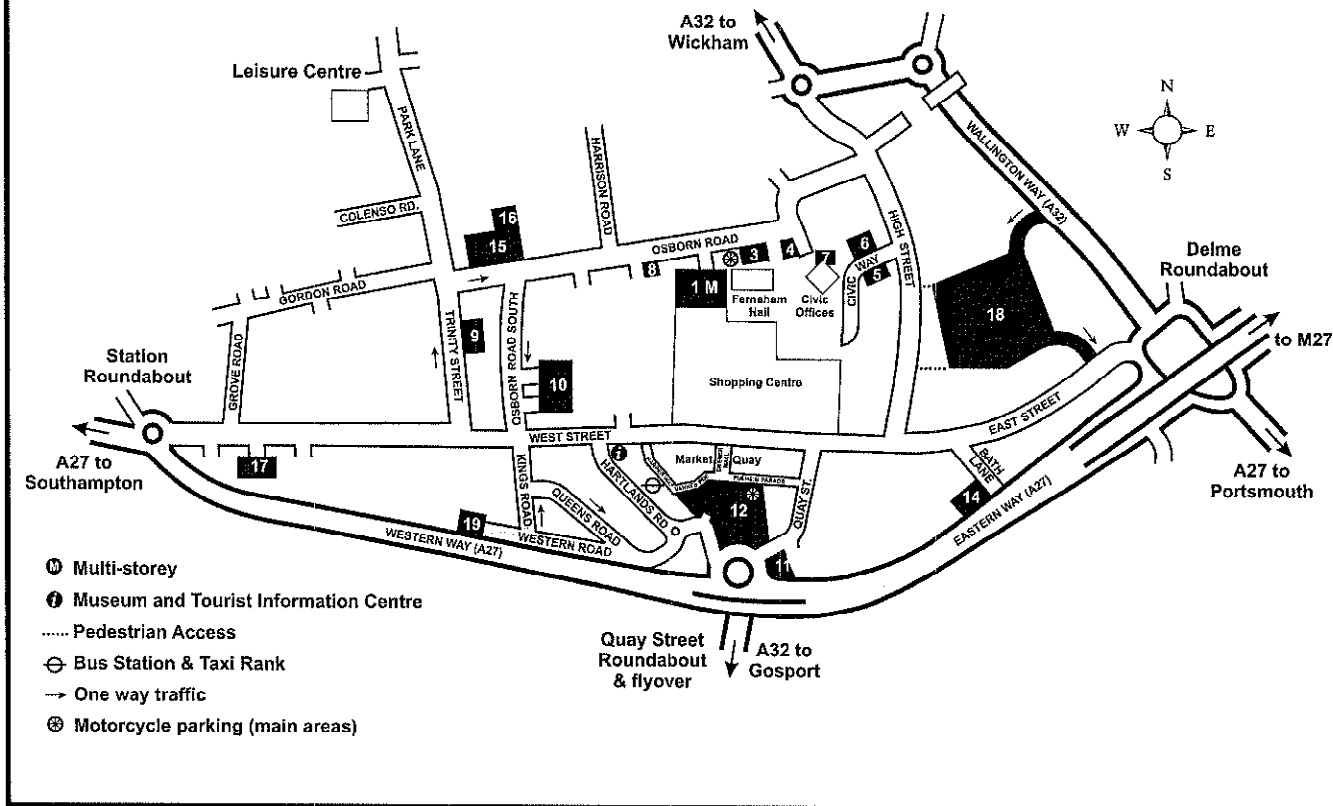 A32 to
Wickham
Leisure Centre
N
W
E
S
PARK LANE
HARRISON ROAD
WALLINGTON WAY (A32)
COLENSO RD.
16
15
OSBORN ROAD
HIGH STREET
8
3
4
7
6
WAY
5
CIVIC
1 M
Fernham
Hall
Civic
Offices
Delme
Roundabout
GORDON ROAD
18
to M27
TRINITY STREET
9
OSBORN ROAD SOUTH
GROVE ROAD
Station
Roundabout
10
Shopping Centre
EAST STREET
WEST STREET
A27 to
Southampton
17
i
Market
Quay
BATH
LANE
A27 to
Portsmouth
KINGS ROAD
HARTLANDS RD
QUEENS ROAD
12
QUAY ST.
14
EASTERN WAY (A27)
19
WESTERN WAY (A27)
WESTERN ROAD
11
M Multi-storey
i Museum and Tourist Information Centre
Pedestrian Access
Bus Station & Taxi Rank
One way traffic
Motorcycle parking (main areas)
Quay Street
Roundabout
& flyover
A32 to
Gosport